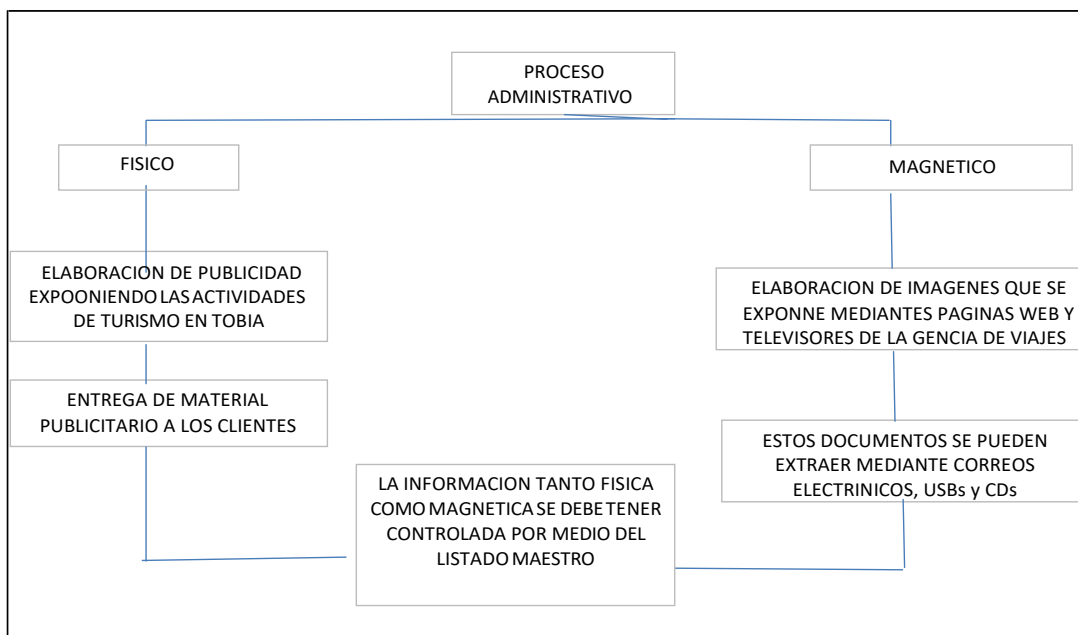 PROCESO
ADMINISTRATIVO
FISICO
MAGNETICO
ELABORACION DE PUBLICIDAD
EXPOONIENDO LAS ACTIVIDADES
DE TURISMO EN TOBIA
ELABORACION DE IMAGENES QUE SE
EXPONNE MEDIANTES PAGINAS WEB Y
TELEVISORES DE LA GENCIA DE VIAJES
ENTREGA DE MATERIAL
PUBLICITARIO A LOS CLIENTES
ESTOS DOCUMENTOS SE PUEDEN
EXTRAER MEDIANTE CORREOS
ELECTRINICOS, USBs y CDs
LA INFORMACION TANTO FISICA
COMO MAGNETICA SE DEBE TENER
CONTROLADA POR MEDIO DEL
LISTADO MAESTRO